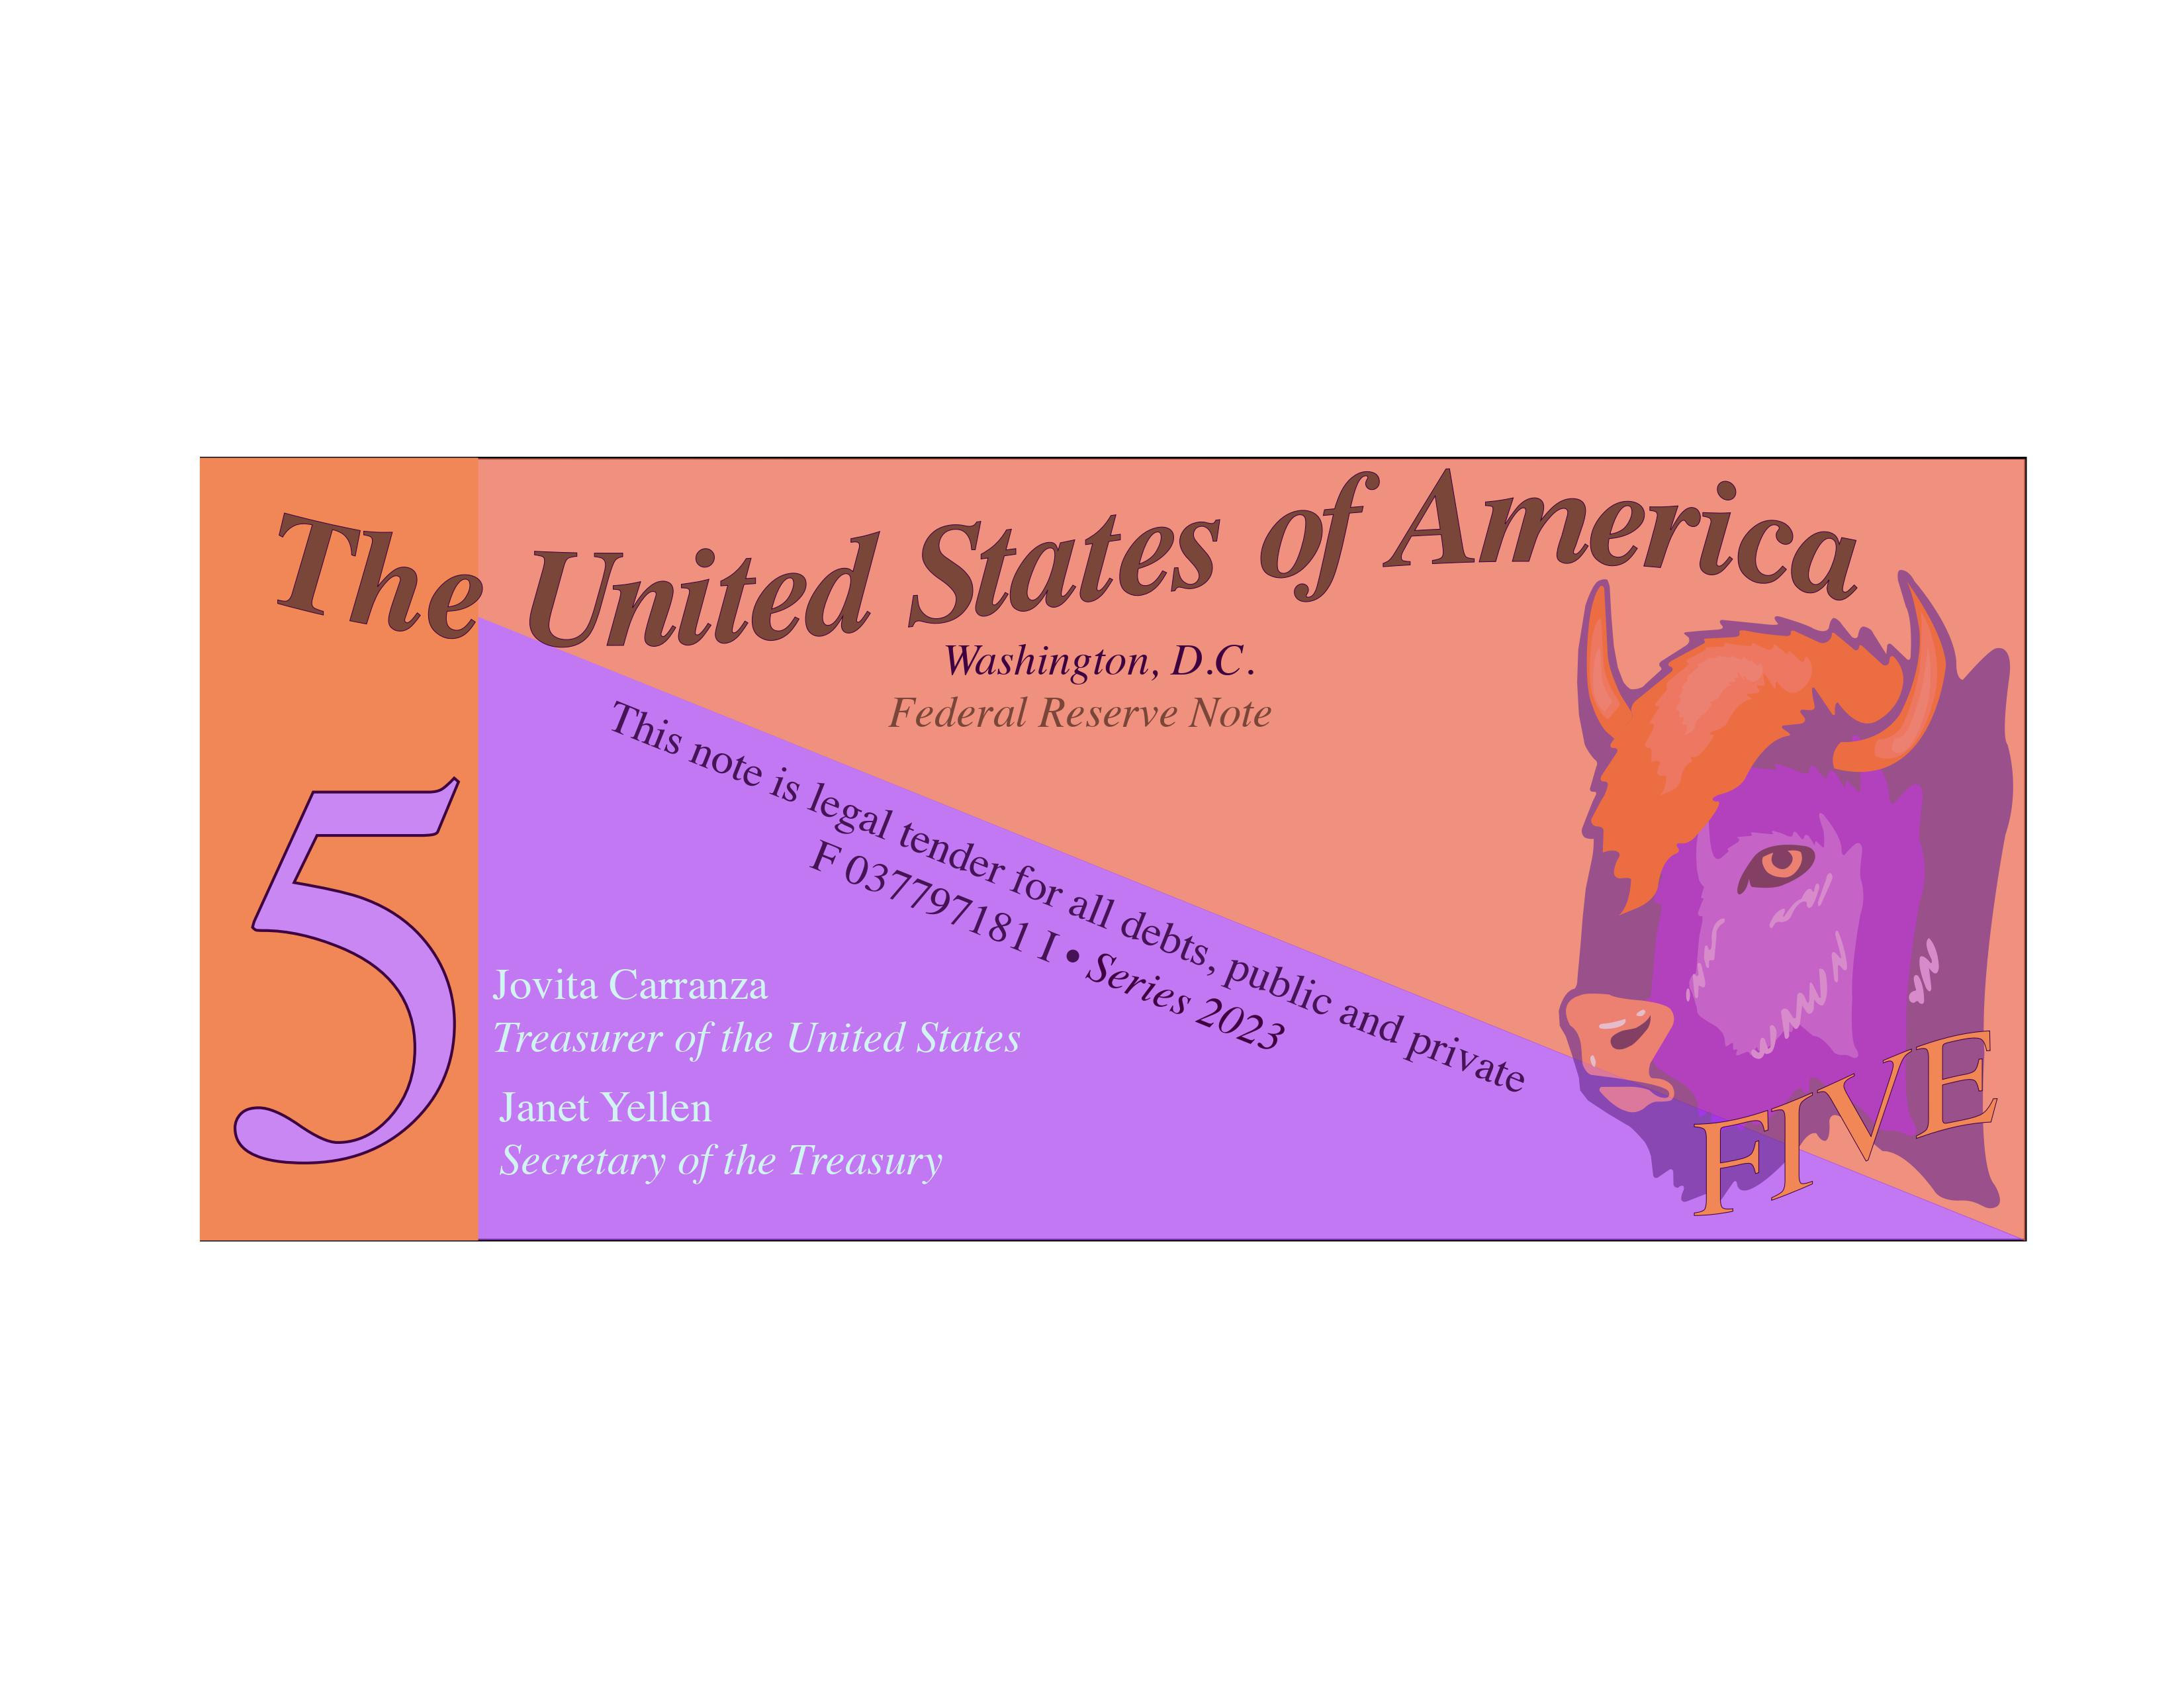 The United States of America
Washington, D.C.
Federal Reserve Note
This note is legal tender for all debts, public and private
F 037797181 I • Series 2023
5
Jovita Carranza
Treasurer of the United States
Janet Yellen
Secretary of the Treasury
FIVE